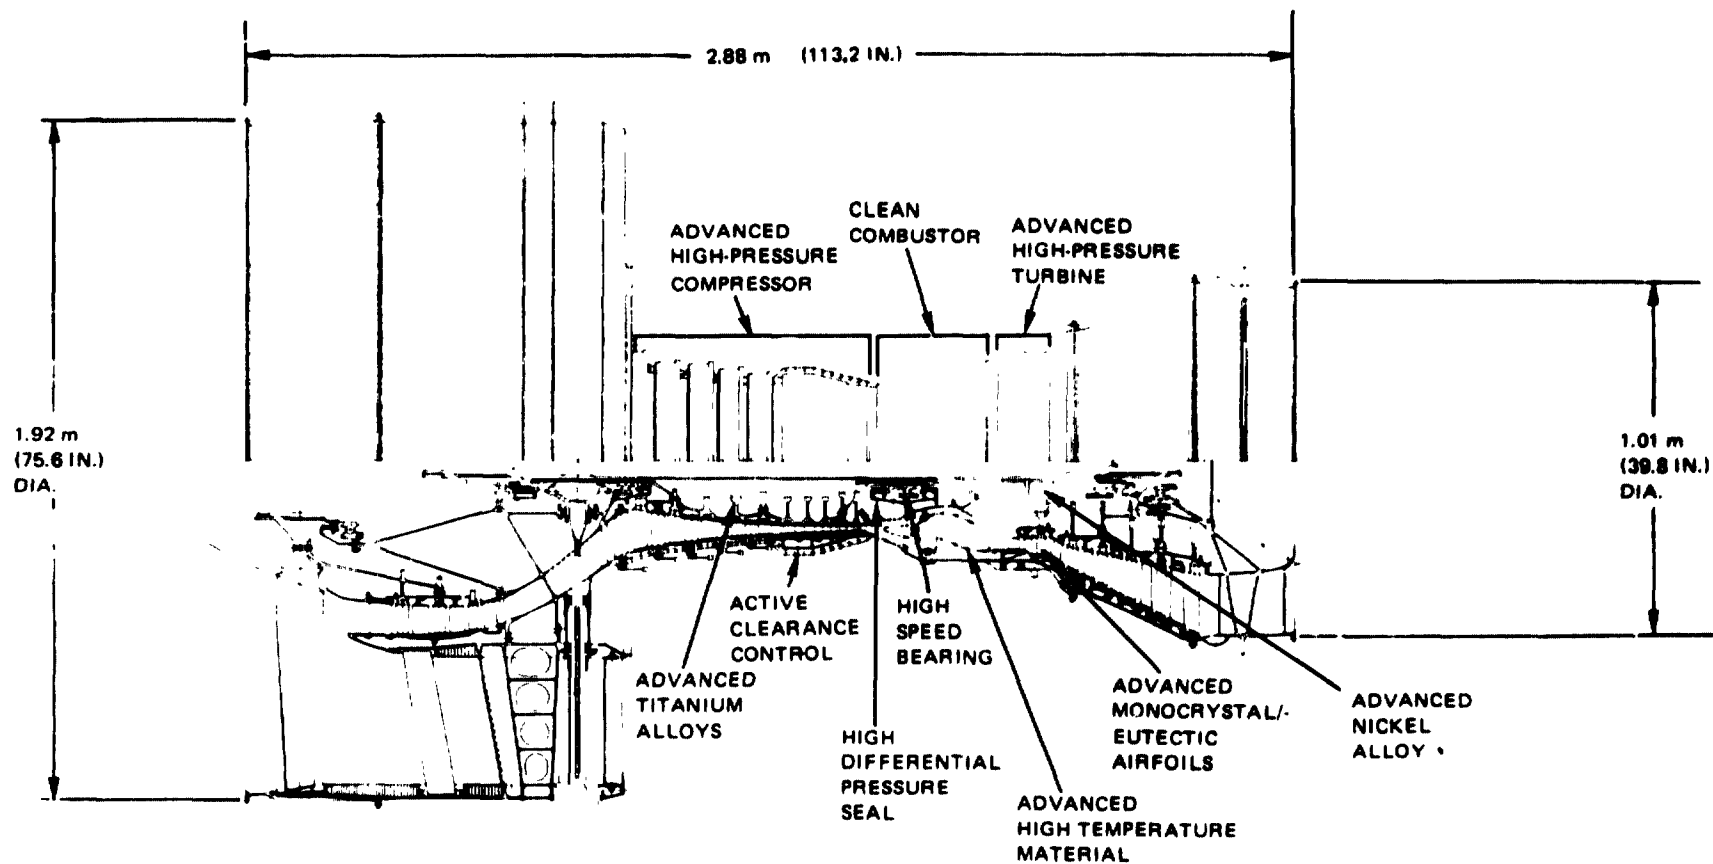 2.88 m (113.2 IN.)
CLEAN
COMBUSTOR
ADVANCED
HIGH-PRESSURE
COMPRESSOR
ADVANCED
HIGH-PRESSURE
TURBINE
1.92 m
(75.6 IN.)
DIA.
1.01 m
(39.8 IN.)
DIA.
ACTIVE
CLEARANCE
CONTROL
HIGH
SPEED
BEARING
ADVANCED
TITANIUM
ALLOYS
ADVANCED
MONOCRYSTAL/-
EUTECTIC
AIRFOILS
ADVANCED
NICKEL
ALLOY
HIGH
DIFFERENTIAL
PRESSURE
SEAL
ADVANCED
HIGH TEMPERATURE
MATERIAL